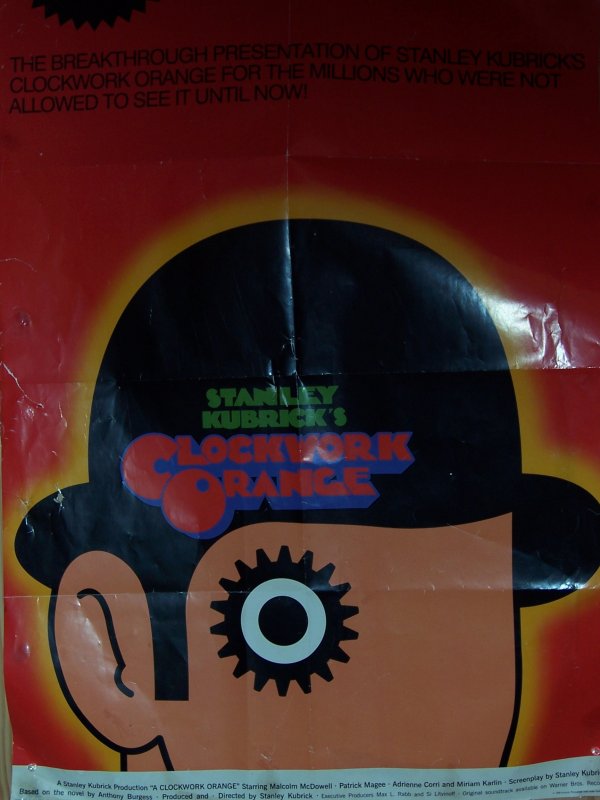 THE BREAKTHROUGH PRESENTATION OF STANLEY KUBRICK'S
CLOCKWORK ORANGE FOR THE MILLIONS WHO WERE NOT
ALLOWED TO SEE IT UNTIL NOW!
STANLEY
KUBRICK'S
CLOCKWORK
ORANGE
A Stanley Kubrick Production "A CLOCKWORK ORANGE" Starring Malcolm McDowell · Patrick Magee · Adrienne Corri and Miriam Karlin · Screenplay by Stanley Kubri
Based on the novel by Anthony Burgess · Produced and Directed by Stanley Kubrick · Executive Producers Max L. Raab and Si Litvinoff · Original soundtrack available on Warner Bros. Reco